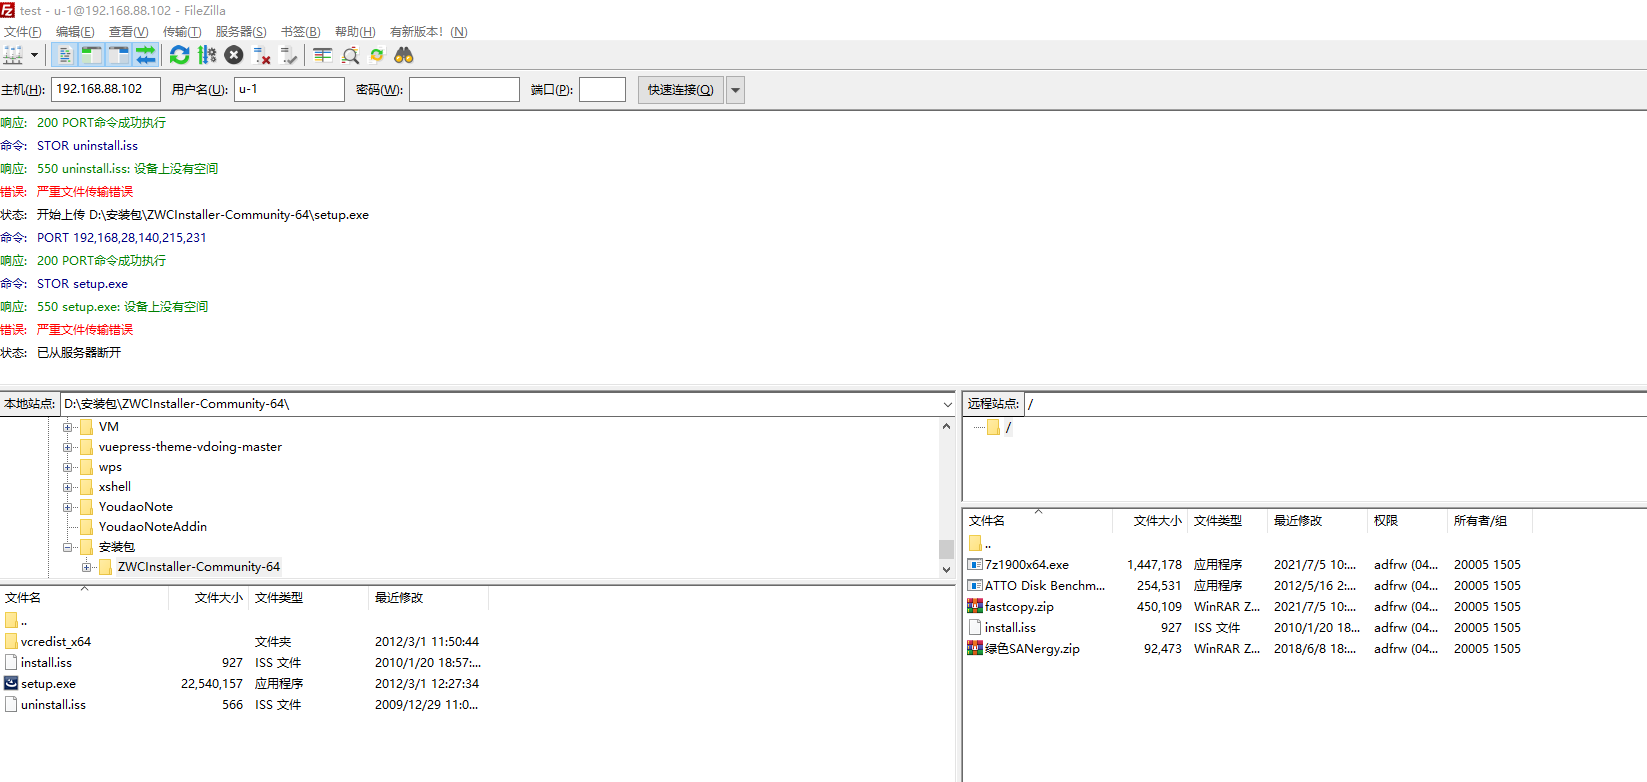 test - u-1@192.168.88.102 - FileZilla
文件(F) 编辑(E) 查看(V) 传输(T) 服务器(S) 书签(B) 帮助(H) 有新版本! (N)
主机(H): 192.168.88.102 用户名(U): u-1 密码(W): 端口(P): 快速连接(Q)
响应: 200 PORT命令成功执行
命令: STOR uninstall.iss
响应: 550 uninstall.iss: 设备上没有空间
错误: 严重文件传输错误
状态: 开始上传 D:\安装包\ZWCInstaller-Community-64\setup.exe
命令: PORT 192,168,28,140,215,231
响应: 200 PORT命令成功执行
命令: STOR setup.exe
响应: 550 setup.exe: 设备上没有空间
错误: 严重文件传输错误
状态: 已从服务器断开
本地站点: D:\安装包\ZWCInstaller-Community-64\
VM
vuepress-theme-vdoing-master
wps
xshell
YoudaoNote
YoudaoNoteAddin
安装包
ZWCInstaller-Community-64
文件名 文件大小 文件类型 最近修改
..
vcredist_x64 文件夹 2012/3/1 11:50:44
install.iss 927 ISS 文件 2010/1/20 18:57:...
setup.exe 22,540,157 应用程序 2012/3/1 12:27:34
uninstall.iss 566 ISS 文件 2009/12/29 11:0...
远程站点: /
/
文件名 文件大小 文件类型 最近修改 权限 所有者/组
..
7z1900x64.exe 1,447,178 应用程序 2021/7/5 10:... adfrw (04... 20005 1505
ATTO Disk Benchm... 254,531 应用程序 2012/5/16 2:... adfrw (04... 20005 1505
fastcopy.zip 450,109 WinRAR Z... 2021/7/5 10:... adfrw (04... 20005 1505
install.iss 927 ISS 文件 2010/1/20 18... adfrw (04... 20005 1505
绿色SANergy.zip 92,473 WinRAR Z... 2018/6/8 18:... adfrw (04... 20005 1505